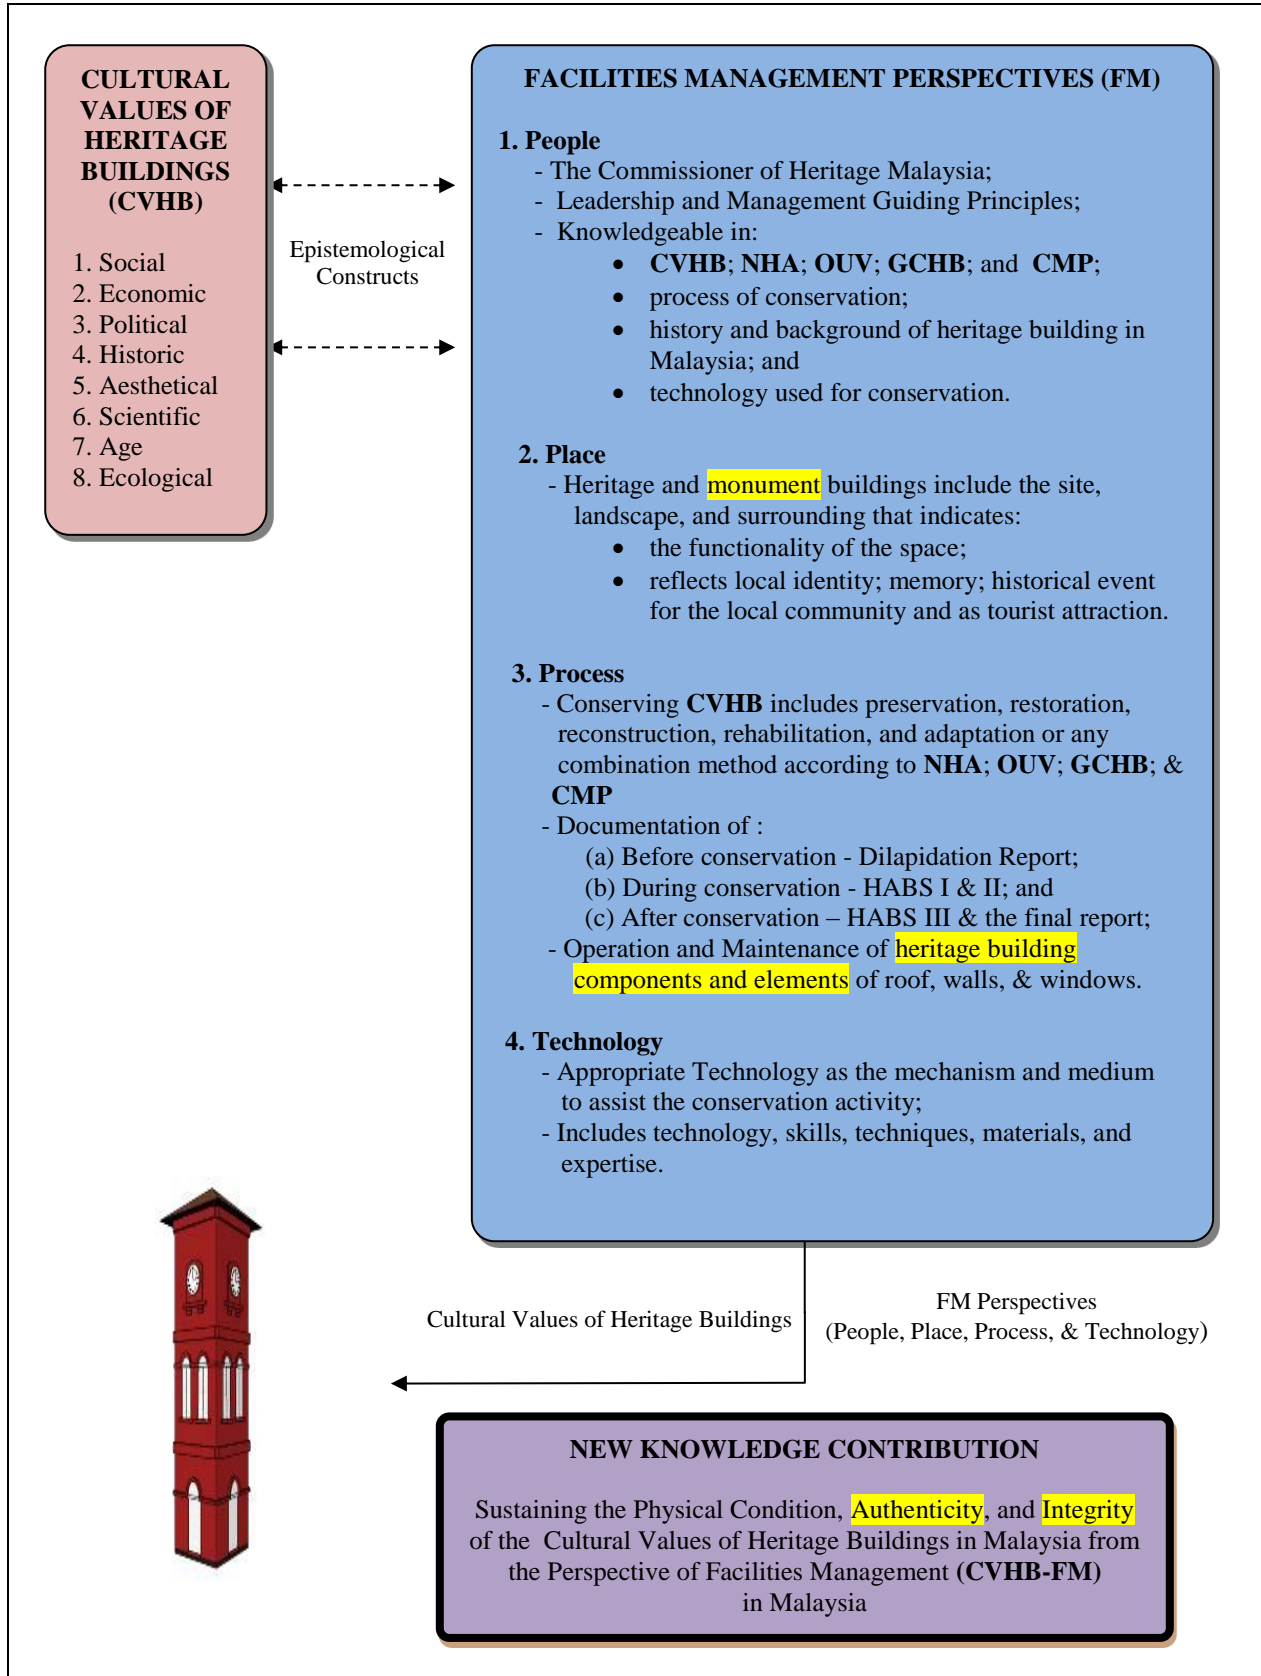 CULTURAL
VALUES OF
HERITAGE
BUILDINGS
(CVHB)
1. Social
2. Economic
3. Political
4. Historic
5. Aesthetical
6. Scientific
7. Age
8. Ecological
Epistemological
Constructs
FACILITIES MANAGEMENT PERSPECTIVES (FM)
1. People
- The Commissioner of Heritage Malaysia;
- Leadership and Management Guiding Principles;
- Knowledgeable in:
• CVHB; NHA; OUV; GCHB; and CMP;
• process of conservation;
• history and background of heritage building in
Malaysia; and
• technology used for conservation.
2. Place
- Heritage and monument buildings include the site,
landscape, and surrounding that indicates:
• the functionality of the space;
• reflects local identity; memory; historical event
for the local community and as tourist attraction.
3. Process
- Conserving CVHB includes preservation, restoration,
reconstruction, rehabilitation, and adaptation or any
combination method according to NHA; OUV; GCHB; &
CMP
- Documentation of :
(a) Before conservation - Dilapidation Report;
(b) During conservation - HABS I & II; and
(c) After conservation – HABS III & the final report;
- Operation and Maintenance of heritage building
components and elements of roof, walls, & windows.
4. Technology
- Appropriate Technology as the mechanism and medium
to assist the conservation activity;
- Includes technology, skills, techniques, materials, and
expertise.
Cultural Values of Heritage Buildings
FM Perspectives
(People, Place, Process, & Technology)
NEW KNOWLEDGE CONTRIBUTION
Sustaining the Physical Condition, Authenticity, and Integrity
of the Cultural Values of Heritage Buildings in Malaysia from
the Perspective of Facilities Management (CVHB-FM)
in Malaysia